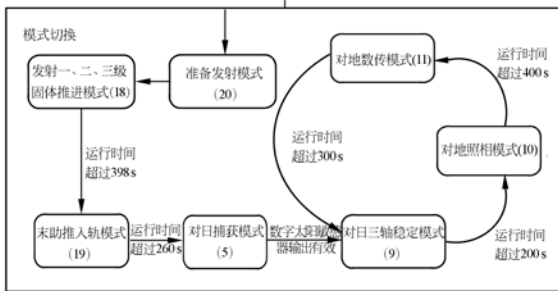 模式切换
准备发射模式
(20)
发射一、二、三级
固体推进模式(18)
运行时间
超过398s
末助推入轨模式
(19)
运行时间
超过260s
对日捕获模式
(5)
数字太阳敏
器输出有效
对日三轴稳定模式
(9)
运行时间
超过200s
对地照相模式(10)
运行时间
超过400s
对地数传模式(11)
运行时间
超过300s